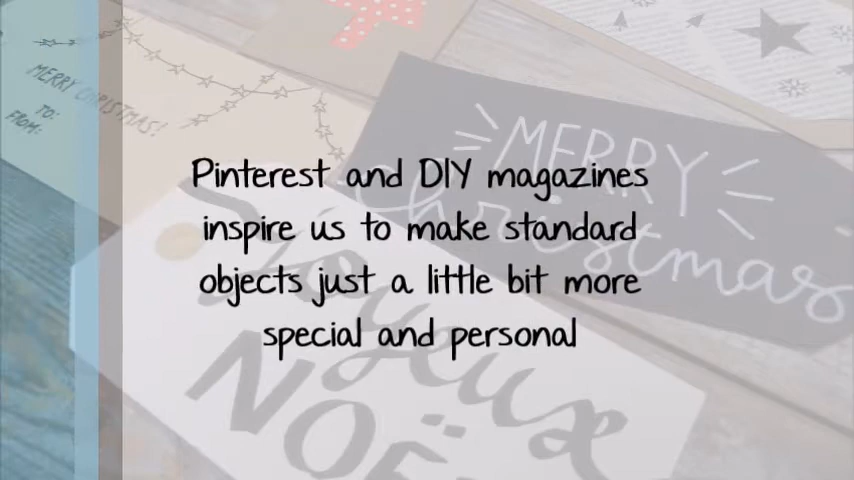 MERRY CHRISTMAS!
TO:
FROM:
MERRY
Christmas
Pinterest and DIY magazines
inspire us to make standard
objects just a little bit more
special and personal
Joyeux
NOË